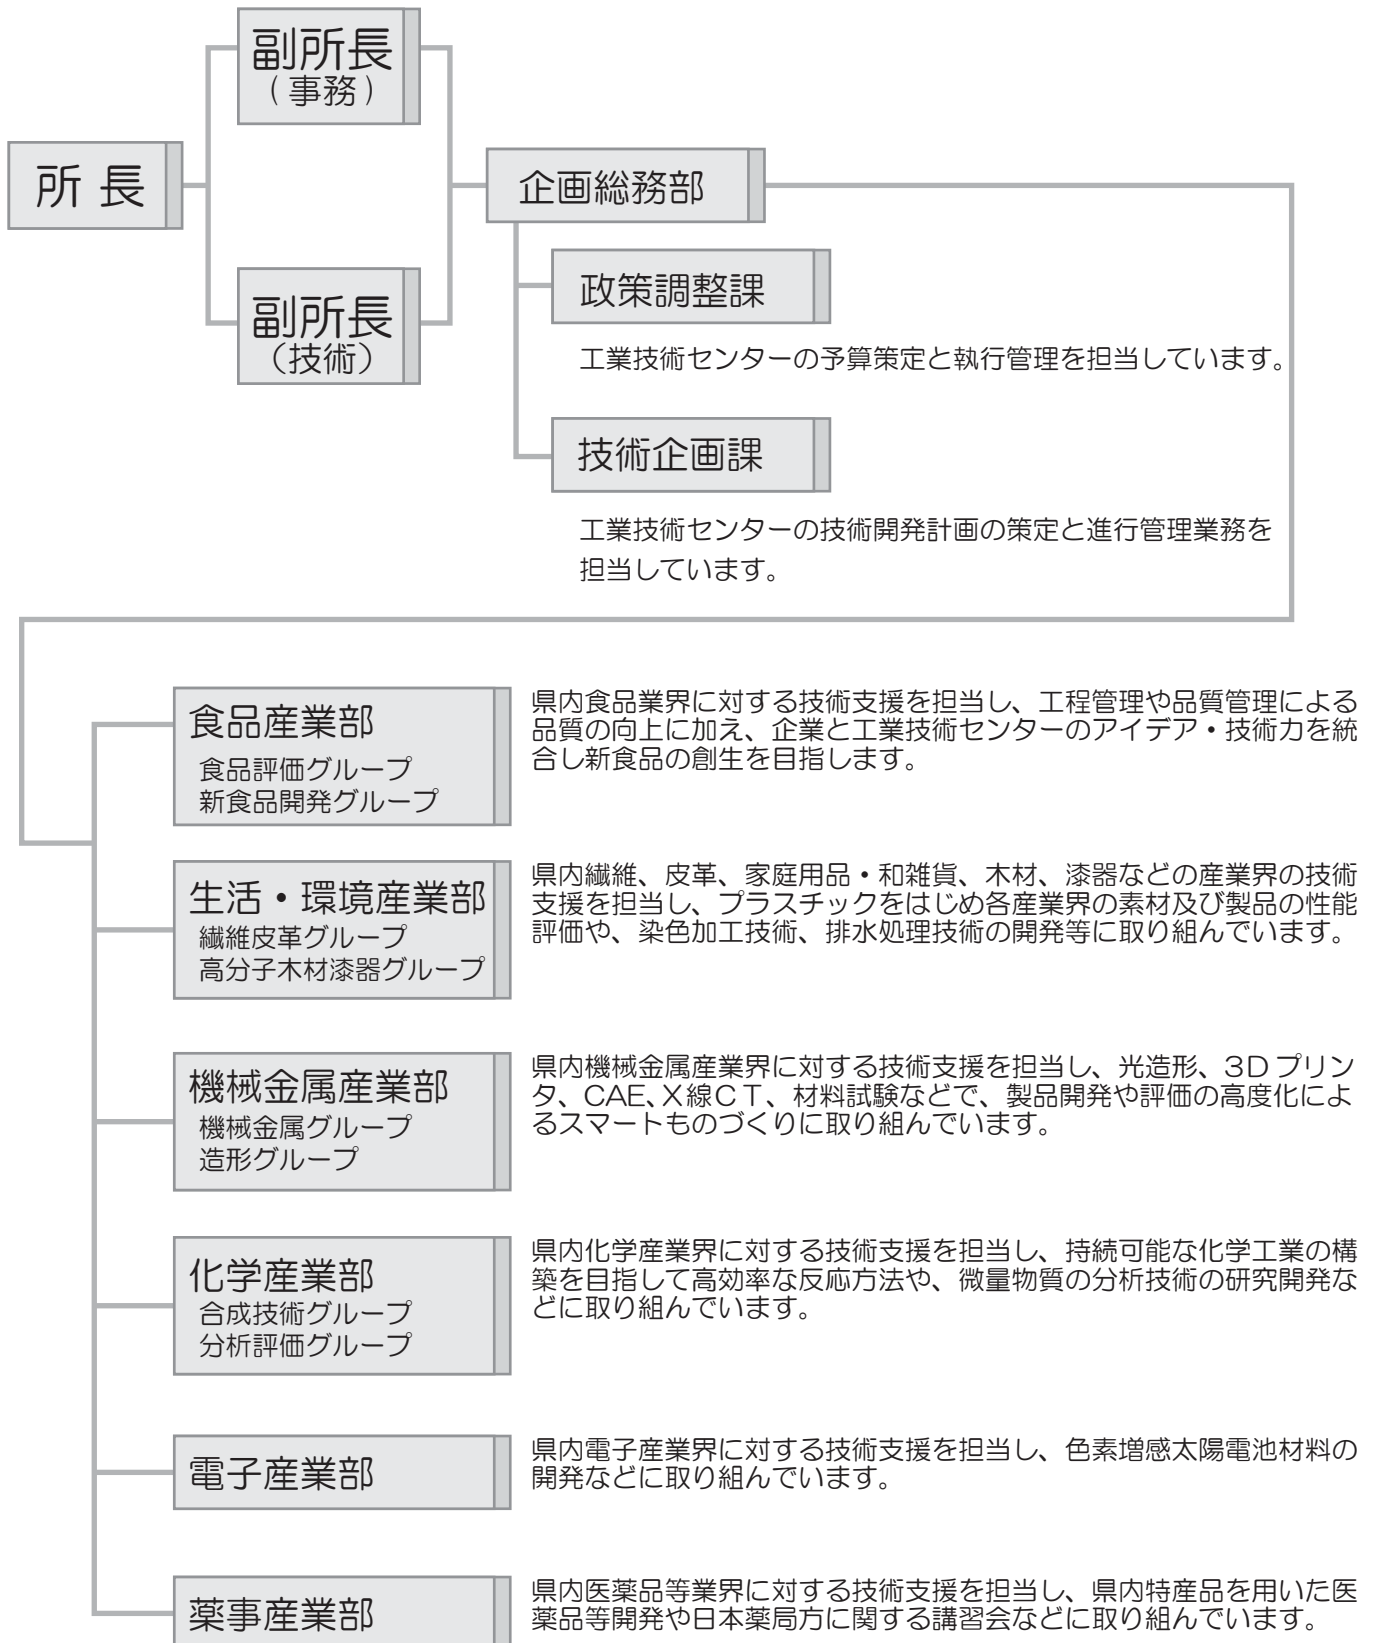 副所長
（事務）
所 長
企画総務部
政策調整課
工業技術センターの予算策定と執行管理を担当しています。
副所長
（技術）
技術企画課
工業技術センターの技術開発計画の策定と進行管理業務を
担当しています。
食品産業部
食品評価グループ
新食品開発グループ
県内食品業界に対する技術支援を担当し、工程管理や品質管理による
品質の向上に加え、企業と工業技術センターのアイデア・技術力を統
合し新食品の創生を目指します。
生活・環境産業部
繊維皮革グループ
高分子木材漆器グループ
県内繊維、皮革、家庭用品・和雑貨、木材、漆器などの産業界の技術
支援を担当し、プラスチックをはじめ各産業界の素材及び製品の性能
評価や、染色加工技術、排水処理技術の開発等に取り組んでいます。
機械金属産業部
機械金属グループ
造形グループ
県内機械金属産業界に対する技術支援を担当し、光造形、3Dプリン
タ、CAE、X線CT、材料試験などで、製品開発や評価の高度化によ
るスマートものづくりに取り組んでいます。
化学産業部
合成技術グループ
分析評価グループ
県内化学産業界に対する技術支援を担当し、持続可能な化学工業の構
築を目指して高効率な反応方法や、微量物質の分析技術の研究開発な
どに取り組んでいます。
電子産業部
県内電子産業界に対する技術支援を担当し、色素増感太陽電池材料の
開発などに取り組んでいます。
薬事産業部
県内医薬品等業界に対する技術支援を担当し、県内特産品を用いた医
薬品等開発や日本薬局方に関する講習会などに取り組んでいます。